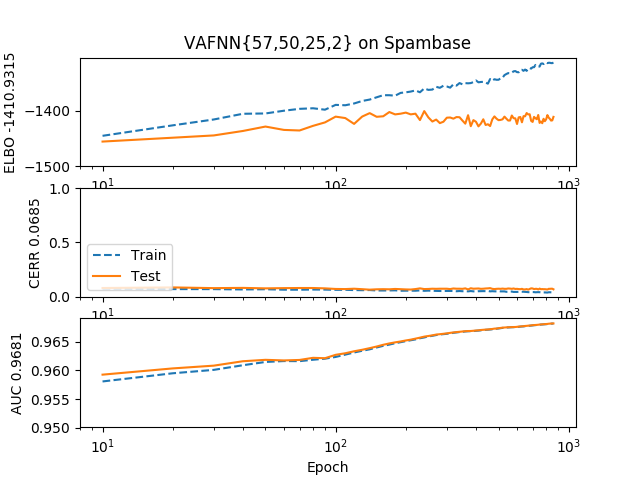 VAFNN{57,50,25,2} on Spambase
ELBO -1410.9315
−1400
−1500
10¹ 10² 10³
CERR 0.0685
1.0
0.5
0.0
Train
Test
10¹ 10² 10³
AUC 0.9681
0.965
0.960
0.955
0.950
10¹ 10² 10³
Epoch